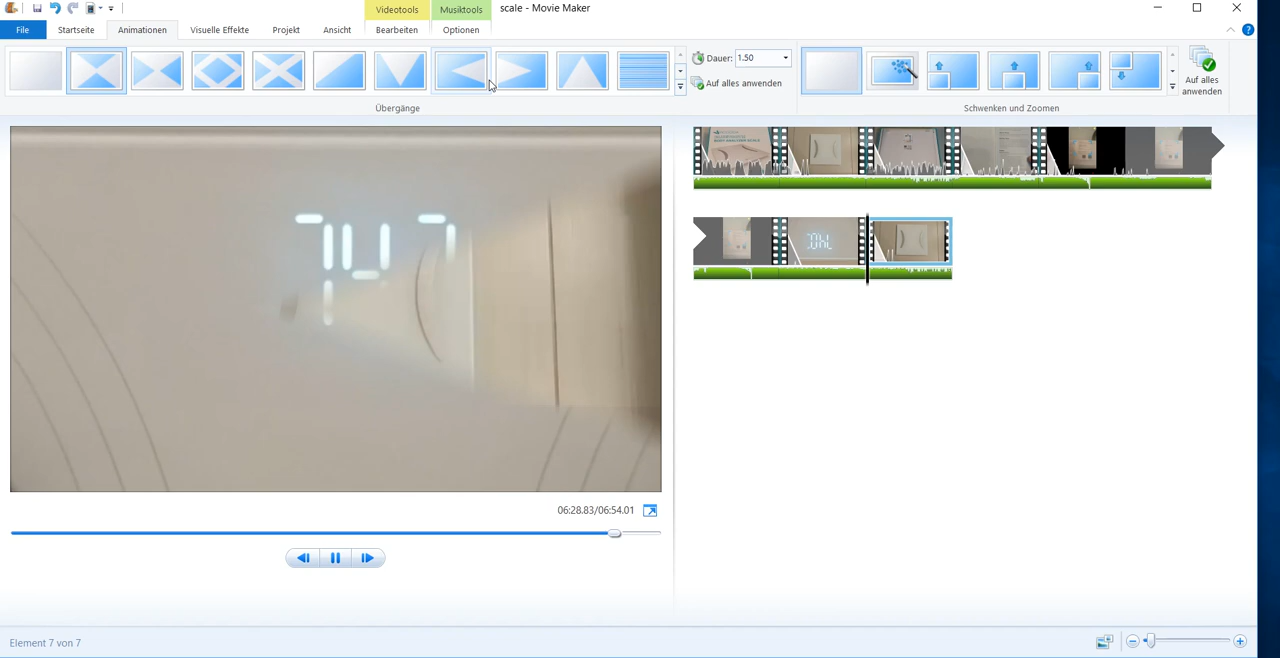 Videotools
Musiktools
scale - Movie Maker
File
Startseite
Animationen
Visuelle Effekte
Projekt
Ansicht
Bearbeiten
Optionen
Dauer: 1.50
Auf alles anwenden
Auf alles
anwenden
Übergänge
Schwenken und Zoomen
06:28.83/06:54.01
Element 7 von 7